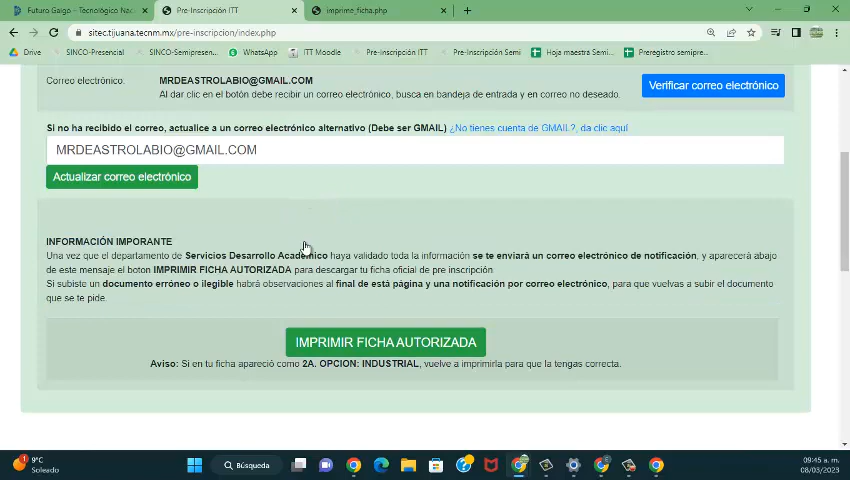 Futuro Galgo – Tecnológico Nac
Pre-Inscripción ITT
imprime_ficha.php
sitec.tijuana.tecnm.mx/pre-inscripcion/index.php
Drive
SINCO-Presencial
SINCO-Semipresen...
WhatsApp
ITT Moodle
Pre-Inscripción ITT
Pre-Inscripción Semi
Hoja maestra Semi...
Preregistro semipre...
Correo electrónico:
MRDEASTROLABIO@GMAIL.COM
Al dar clic en el botón debe recibir un correo electrónico, busca en bandeja de entrada y en correo no deseado.
Verificar correo electrónico
Si no ha recibido el correo, actualice a un correo electrónico alternativo (Debe ser GMAIL) ¿No tienes cuenta de GMAIL?, da clic aquí
MRDEASTROLABIO@GMAIL.COM
Actualizar correo electrónico
INFORMACIÓN IMPORANTE
Una vez que el departamento de Servicios Desarrollo Académico haya validado toda la información se te enviará un correo electrónico de notificación, y aparecerá abajo
de este mensaje el boton IMPRIMIR FICHA AUTORIZADA para descargar tu ficha oficial de pre inscripción
Si subiste un documento erróneo o ilegible habrá observaciones al final de está página y una notificación por correo electrónico, para que vuelvas a subir el documento
que se te pide.
IMPRIMIR FICHA AUTORIZADA
Aviso: Si en tu ficha apareció como 2A. OPCION: INDUSTRIAL, vuelve a imprimirla para que la tengas correcta.
1
9°C
Soleado
Búsqueda
09:45 a. m.
08/03/2023